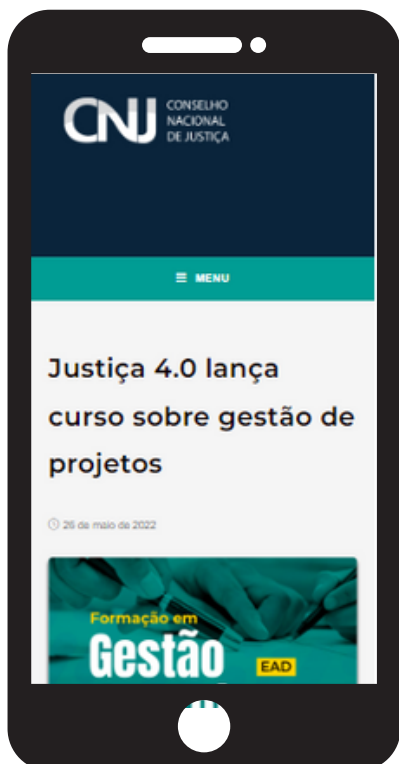 CNJ
CONSELHO
NACIONAL
DE JUSTIÇA
MENU
Justiça 4.0 lança
curso sobre gestão de
projetos
26 de maio de 2022
Formação em
Gestão
EAD